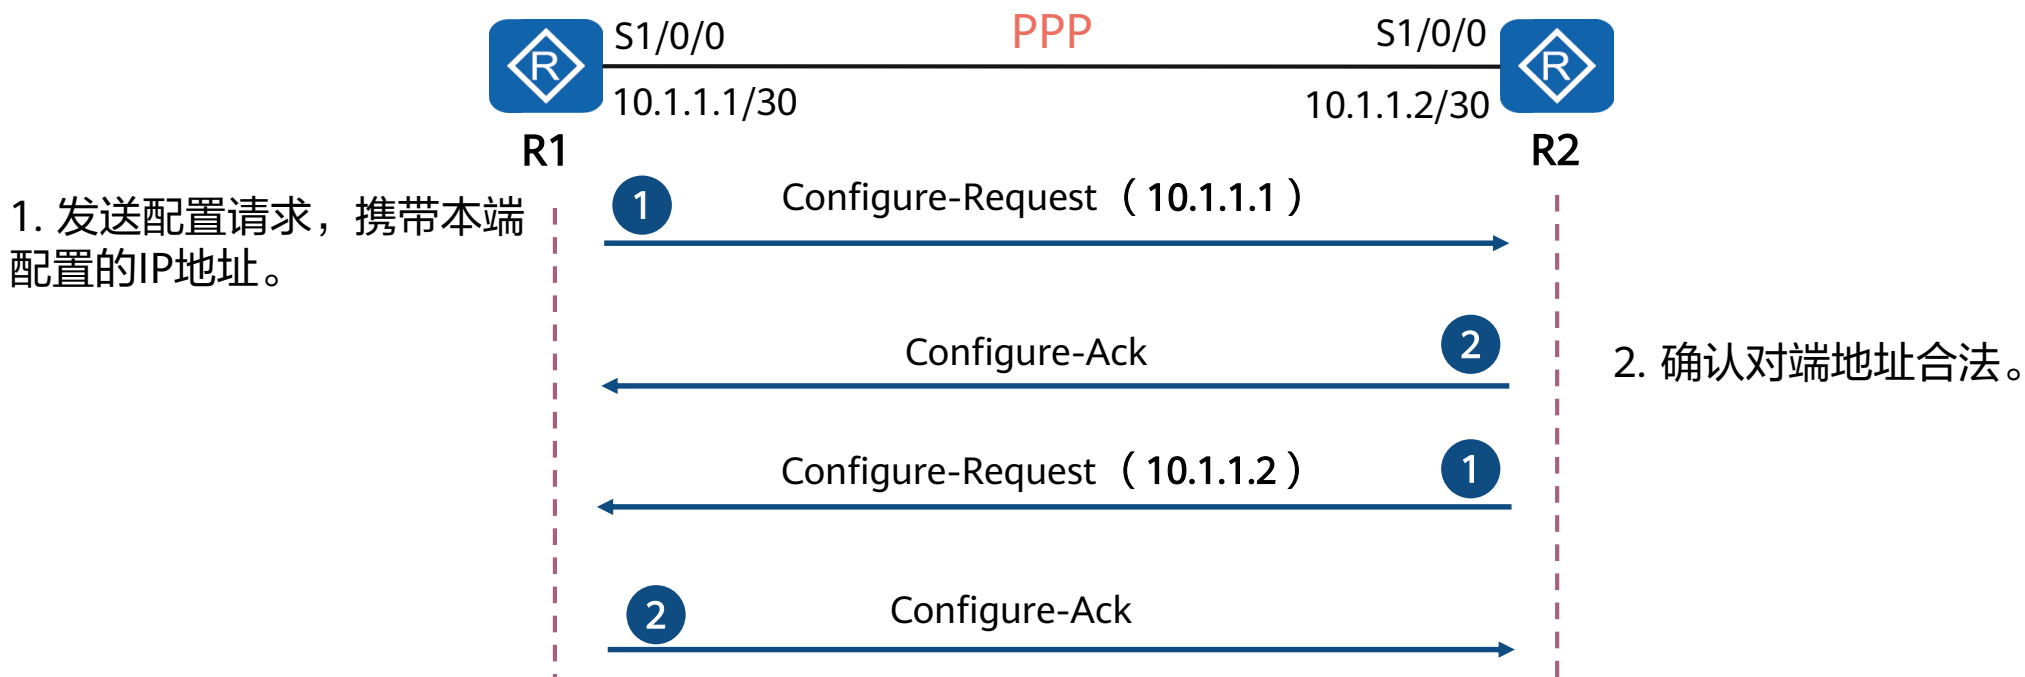 S1/0/0
PPP
S1/0/0
R
R
10.1.1.1/30
10.1.1.2/30
R1
R2
1. 发送配置请求，携带本端
配置的IP地址。
1
Configure-Request（10.1.1.1）
Configure-Ack
2
2. 确认对端地址合法。
Configure-Request（10.1.1.2）
1
2
Configure-Ack